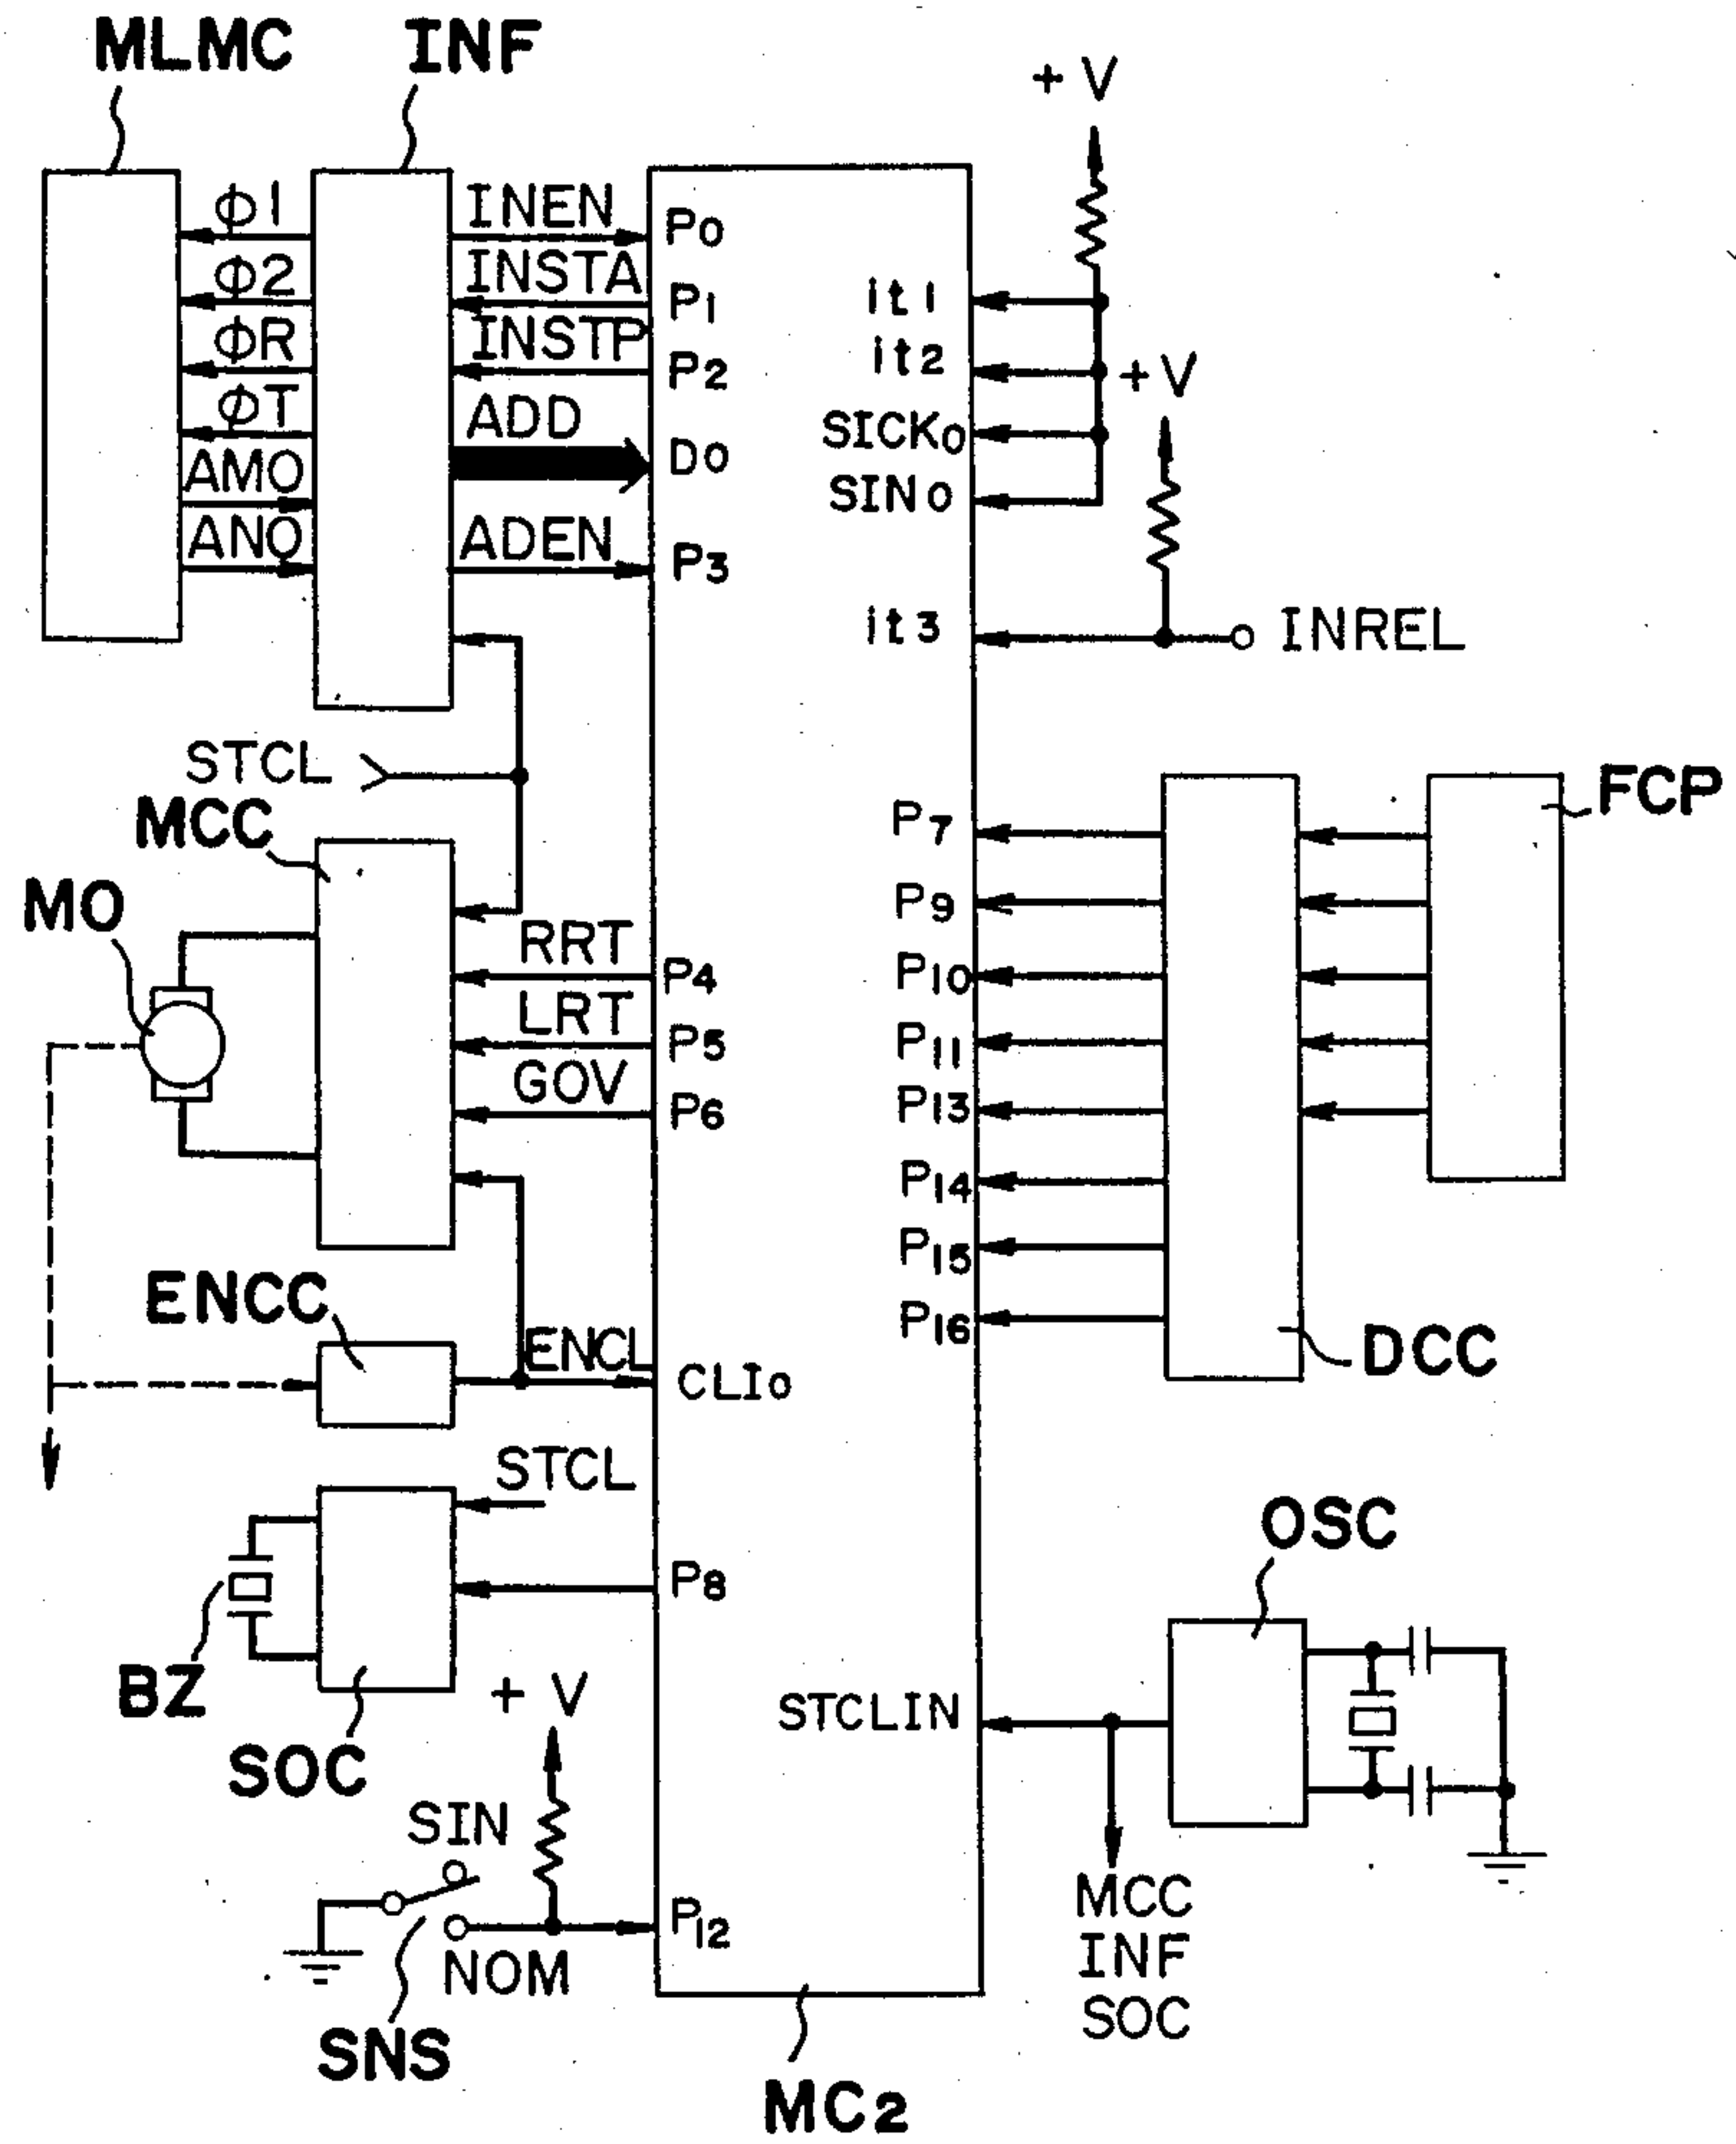 MLMC INF
+ V
φ1 INEN P0
φ2 INSTA P1 it1
φR INSTP P2 it2 +V
φT ADD SICK0
AMO D0 SIN0
ANO ADEN P3
it3 INREL
STCL FCP
MCC P7
MO P9
RRT P4 P10
LRT P5 P11
GOV P6 P13
P14
P15
ENCC P16
ENCL CLI0 DCC
STCL
OSC
P8
BZ + V STCLIN
SOC
SIN
P12 MCC
NOM INF
SNS SOC
MC2